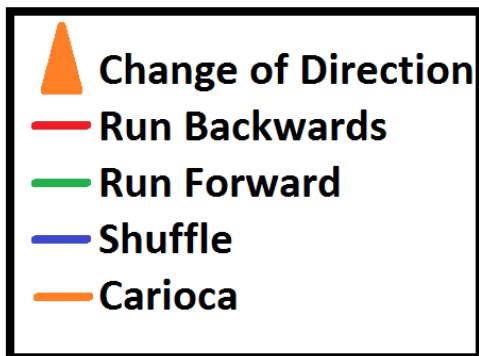 Change of Direction
Run Backwards
Run Forward
Shuffle
Carioca